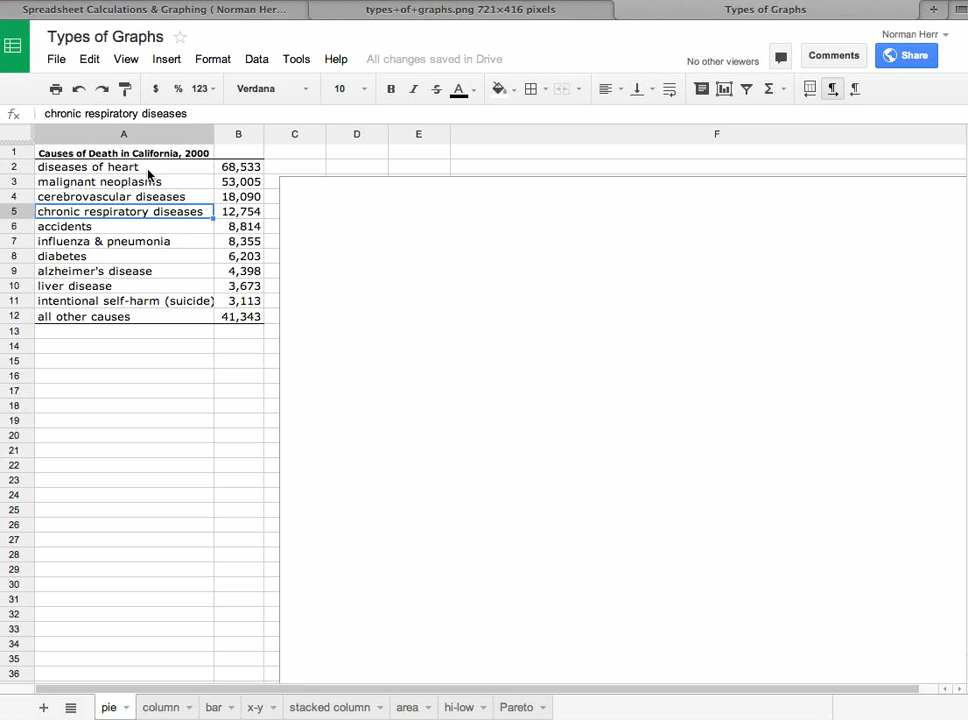 Spreadsheet Calculations & Graphing ( Norman Her...
types+of+graphs.png 721×416 pixels
Types of Graphs
Types of Graphs
Norman Herr
File Edit View Insert Format Data Tools Help All changes saved in Drive
No other viewers
Comments
Share
$ % 123 Verdana 10 B I S A Σ
fx chronic respiratory diseases
A B C D E F
1 Causes of Death in California, 2000
2 diseases of heart 68,533
3 malignant neoplasms 53,005
4 cerebrovascular diseases 18,090
5 chronic respiratory diseases 12,754
6 accidents 8,814
7 influenza & pneumonia 8,355
8 diabetes 6,203
9 alzheimer's disease 4,398
10 liver disease 3,673
11 intentional self-harm (suicide) 3,113
12 all other causes 41,343
13
14
15
16
17
18
19
20
21
22
23
24
25
26
27
28
29
30
31
32
33
34
35
36
pie column bar x-y stacked column area hi-low Pareto